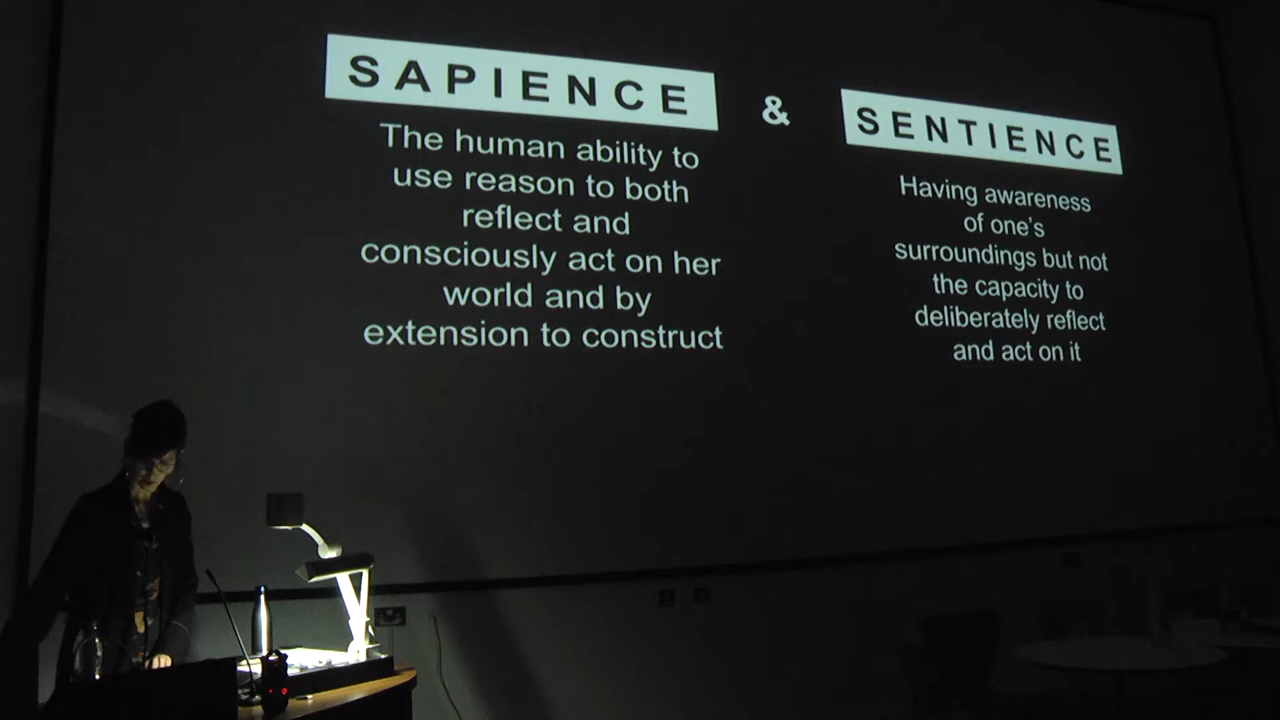 SAPIENCE
The human ability to
use reason to both
reflect and
consciously act on her
world and by
extension to construct
&
SENTIENCE
Having awareness
of one's
surroundings but not
the capacity to
deliberately reflect
and act on it